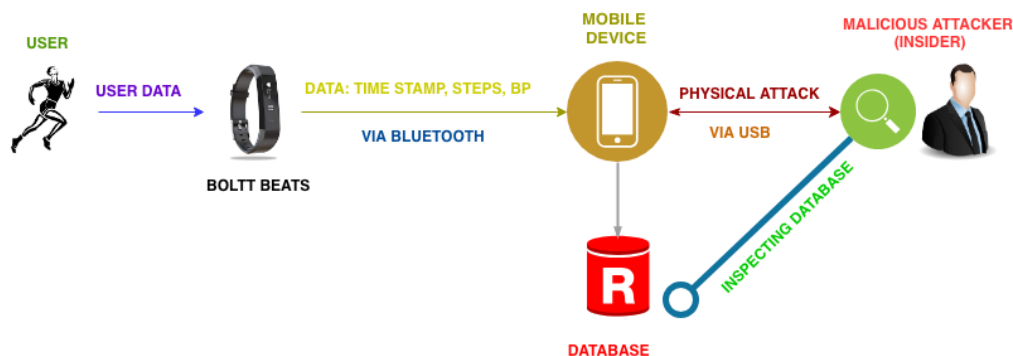 USER
USER DATA
BOLTT BEATS
DATA: TIME STAMP, STEPS, BP
VIA BLUETOOTH
MOBILE
DEVICE
PHYSICAL ATTACK
VIA USB
MALICIOUS ATTACKER
(INSIDER)
INSPECTING DATABASE
R
DATABASE